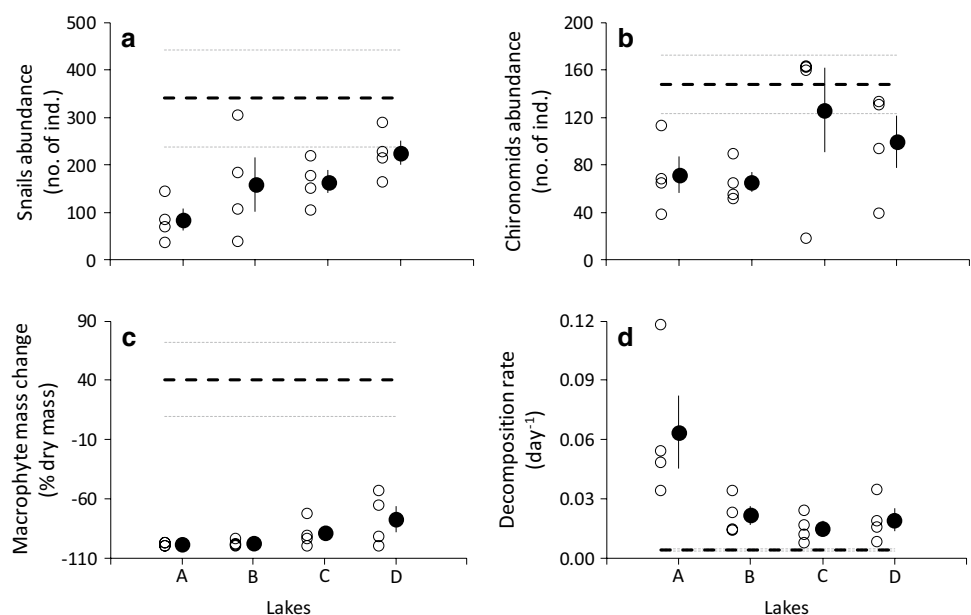 a
Snails abundance
(no. of ind.)
500
400
300
200
100
0
b
Chironomids abundance
(no. of ind.)
200
160
120
80
40
0
c
Macrophyte mass change
(% dry mass)
90
40
-10
-60
-110
A B C D
Lakes
d
Decomposition rate
(day⁻¹)
0.12
0.09
0.06
0.03
0.00
A B C D
Lakes